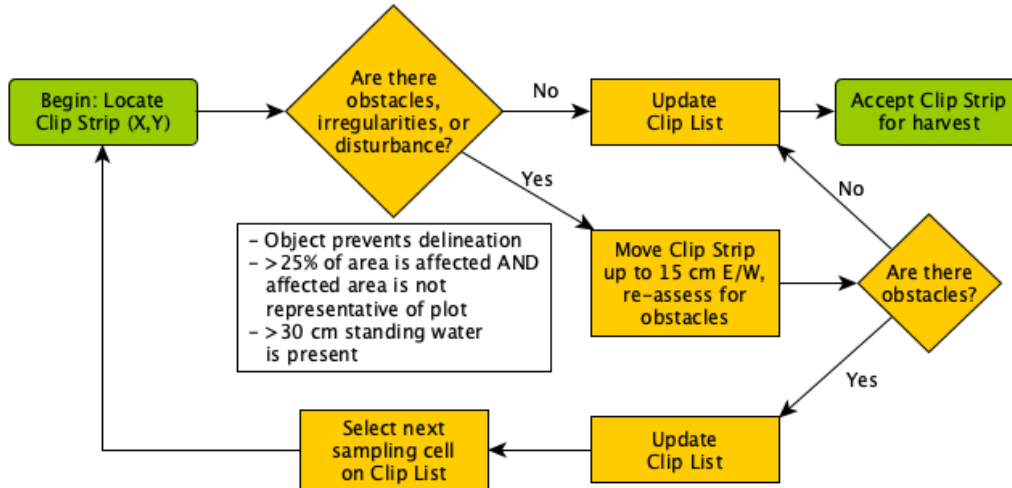 Begin: Locate
Clip Strip (X,Y)
Are there
obstacles,
irregularities, or
disturbance?
No
Update
Clip List
Accept Clip Strip
for harvest
Yes
No
- Object prevents delineation
- >25% of area is affected AND
affected area is not
representative of plot
- >30 cm standing water
is present
Move Clip Strip
up to 15 cm E/W,
re-assess for
obstacles
Are there
obstacles?
Yes
Select next
sampling cell
on Clip List
Update
Clip List